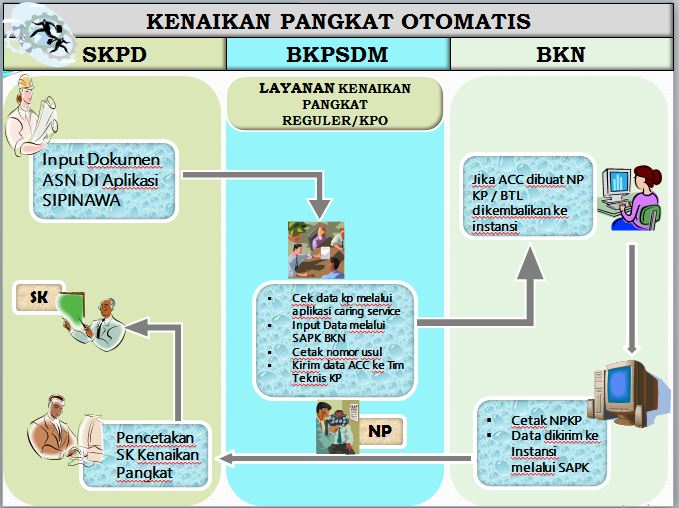 KENAIKAN PANGKAT OTOMATIS
SKPD
BKPSDM
BKN
LAYANAN KENAIKAN
PANGKAT
REGULER/KPO
Input Dokumen
ASN DI Aplikasi
SIPINAWA
Jika ACC dibuat NP
KP / BTL
dikembalikan ke
instansi
SK
▪ Cek data kp melalui
aplikasi caring service
▪ Input Data melalui
SAPK BKN
▪ Cetak nomor usul
▪ Kirim data ACC ke Tim
Teknis KP
NP
▪ Cetak NPKP
▪ Data dikirim ke
Instansi
melalui SAPK
Pencetakan
SK Kenaikan
Pangkat